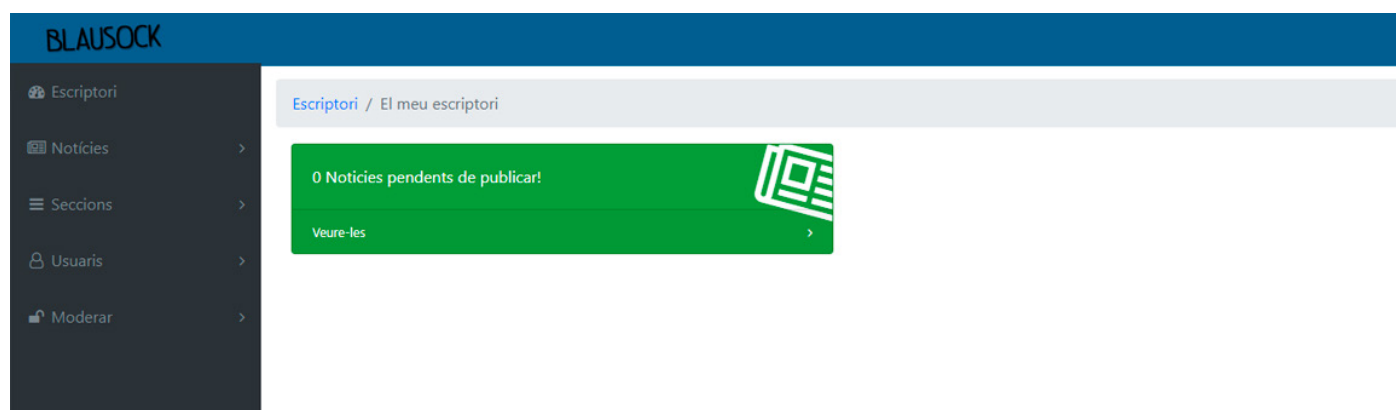 BLAUSOCK
Escriptori
Notícies
Seccions
Usuaris
Moderar
Escriptori / El meu escriptori
0 Noticies pendents de publicar!
Veure-les